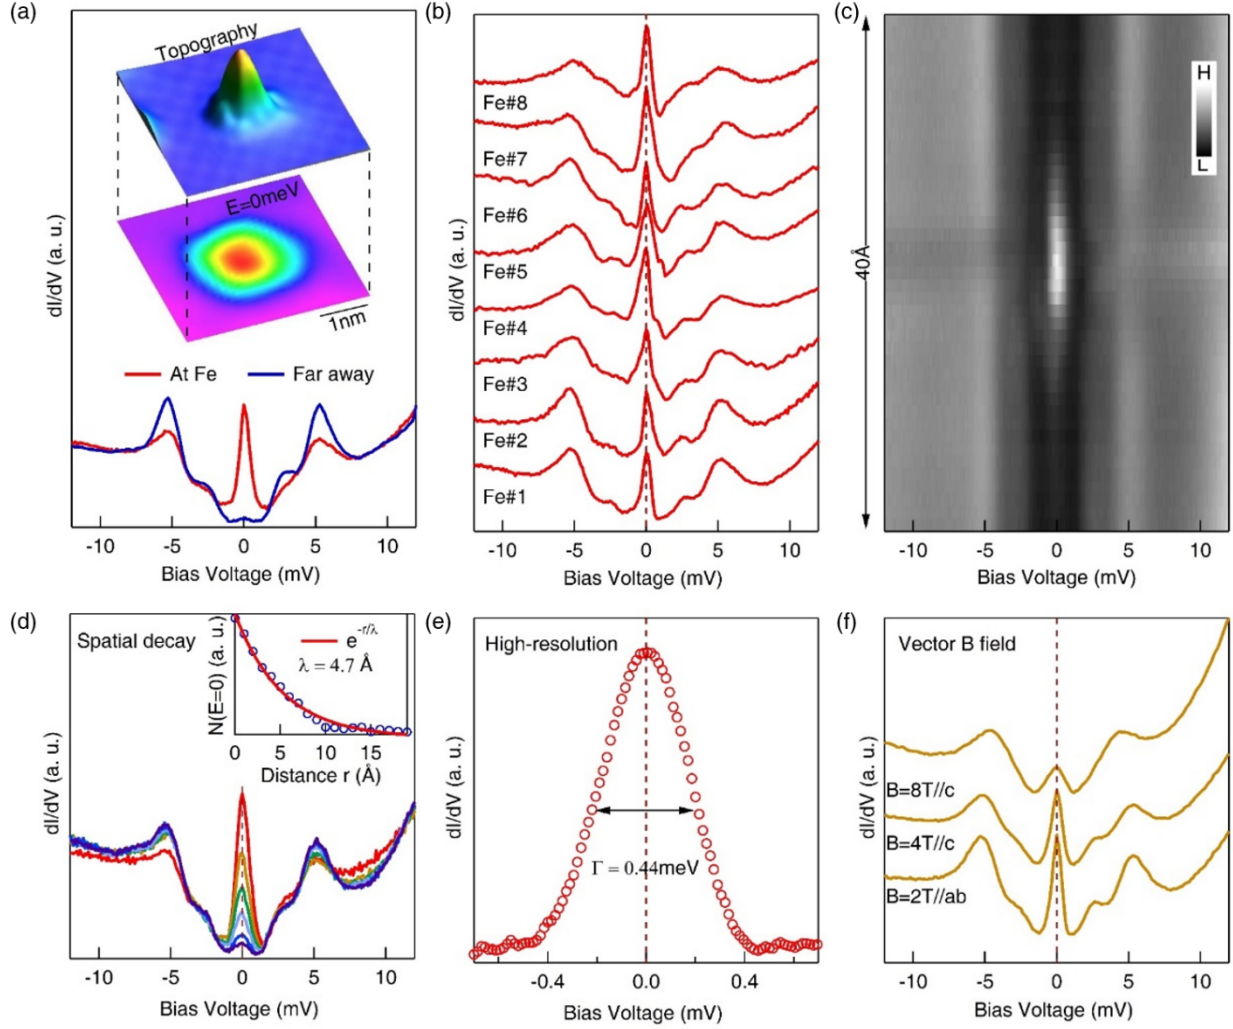 (a)
Topography
E=0meV
1nm
At Fe
Far away
dI/dV (a. u.)
-10 -5 0 5 10
Bias Voltage (mV)
(b)
Fe#8
Fe#7
Fe#6
Fe#5
Fe#4
Fe#3
Fe#2
Fe#1
dI/dV (a. u.)
-10 -5 0 5 10
Bias Voltage (mV)
(c)
H
L
40Å
-10 -5 0 5 10
Bias Voltage (mV)
(d)
Spatial decay
N(E=0) (a. u.)
e^-r/λ
λ = 4.7 Å
0 5 10 15
Distance r (Å)
dI/dV (a. u.)
-10 -5 0 5 10
Bias Voltage (mV)
(e)
High-resolution
Γ = 0.44meV
dI/dV (a. u.)
-0.4 0.0 0.4
Bias Voltage (mV)
(f)
Vector B field
B=8T//c
B=4T//c
B=2T//ab
dI/dV (a. u.)
-10 -5 0 5 10
Bias Voltage (mV)